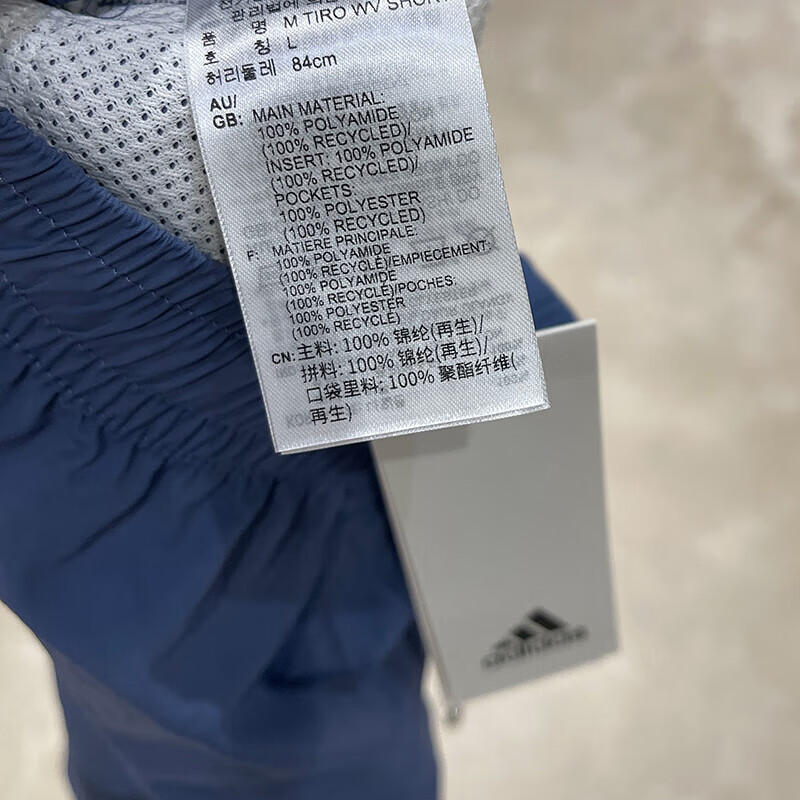 품 명 M TIRO WV SHORT
호 칭 L
허리둘레 84cm
AU/
GB: MAIN MATERIAL:
100% POLYAMIDE
(100% RECYCLED)/
INSERT: 100% POLYAMIDE
(100% RECYCLED)/
POCKETS:
100% POLYESTER
(100% RECYCLED)
F: MATIERE PRINCIPALE:
100% POLYAMIDE
(100% RECYCLÉ)/EMPIECEMENT:
100% POLYAMIDE
(100% RECYCLÉ)/POCHES:
100% POLYESTER
(100% RECYCLÉ)
CN: 主料: 100% 锦纶(再生)/
拼料: 100% 锦纶(再生)/
口袋里料: 100% 聚酯纤维(
再生)
adidas